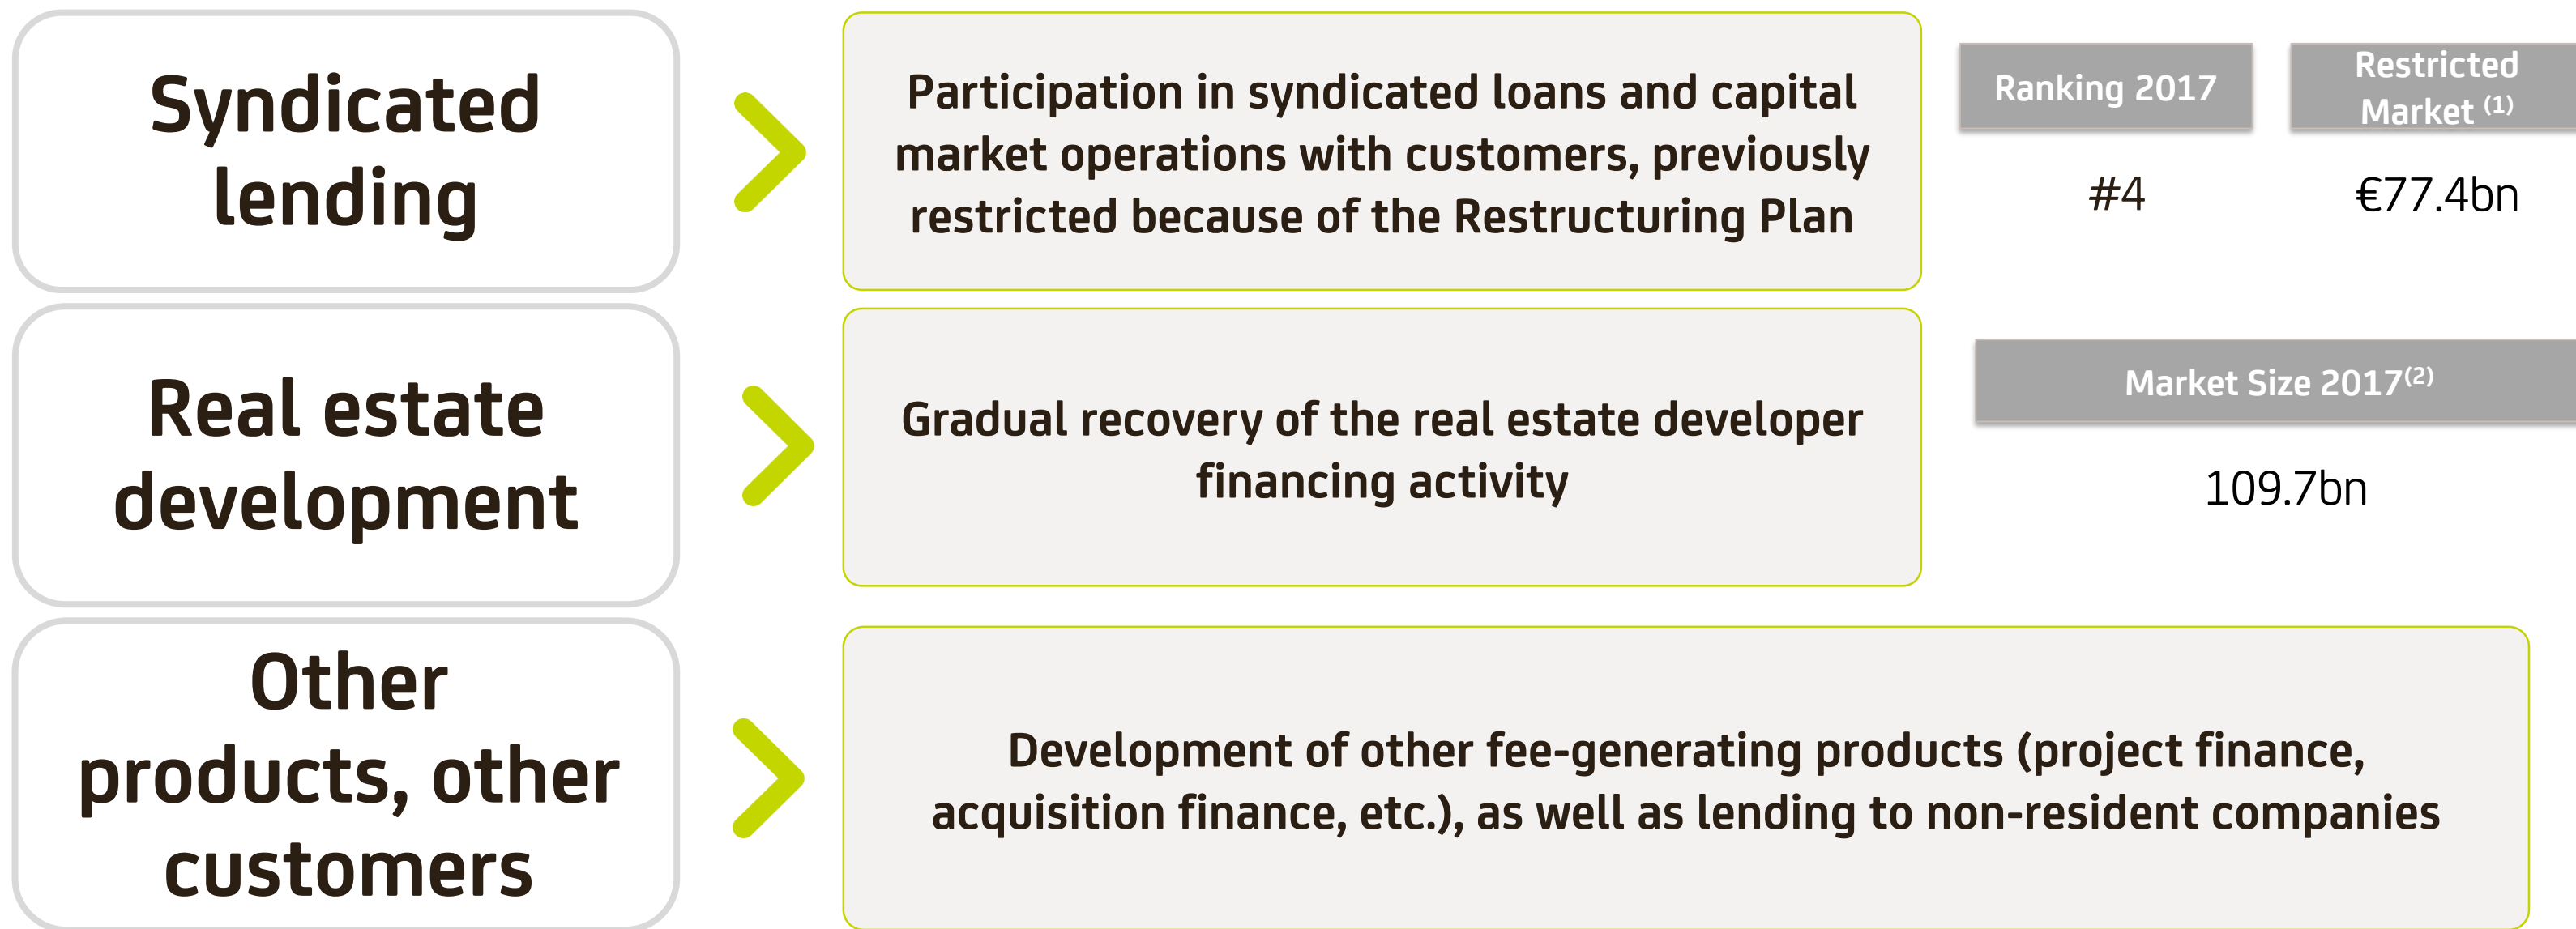 Syndicated
lending
Participation in syndicated loans and capital
market operations with customers, previously
restricted because of the Restructuring Plan
Ranking 2017
#4
Restricted
Market (1)
€77.4bn
Real estate
development
Gradual recovery of the real estate developer
financing activity
Market Size 2017(2)
109.7bn
Other
products, other
customers
Development of other fee-generating products (project finance,
acquisition finance, etc.), as well as lending to non-resident companies